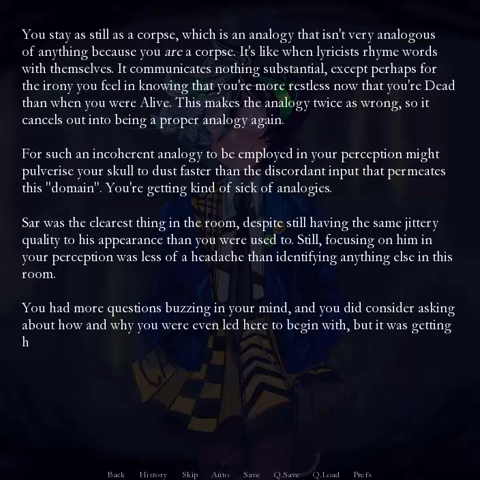 You stay as still as a corpse, which is an analogy that isn't very analogous
of anything because you are a corpse. It's like when lyricists rhyme words
with themselves. It communicates nothing substantial, except perhaps for
the irony you feel in knowing that you're more restless now that you're Dead
than when you were Alive. This makes the analogy twice as wrong, so it
cancels out into being a proper analogy again.
For such an incoherent analogy to be employed in your perception might
pulverise your skull to dust faster than the discordant input that permeates
this "domain". You're getting kind of sick of analogies.
Sar was the clearest thing in the room, despite still having the same jittery
quality to his appearance than you were used to. Still, focusing on him in
your perception was less of a headache than identifying anything else in this
room.
You had more questions buzzing in your mind, and you did consider asking
about how and why you were even led here to begin with, but it was getting
h
Back History Skip Auto Save Q.Save Q.Load Prefs